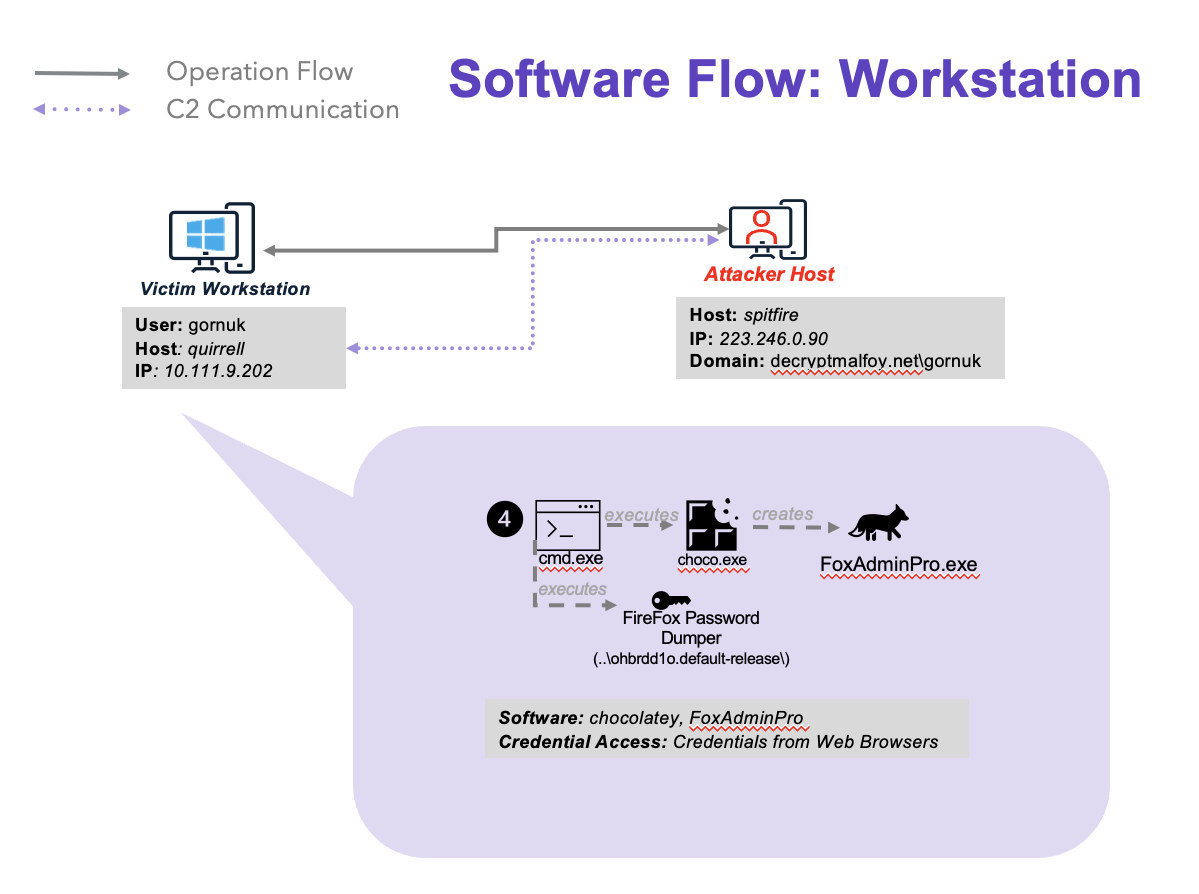 Operation Flow
C2 Communication
Software Flow: Workstation
Victim Workstation
User: gornuk
Host: quirrell
IP: 10.111.9.202
Attacker Host
Host: spitfire
IP: 223.246.0.90
Domain: decryptmalfoy.net\gornuk
4
executes
creates
cmd.exe
choco.exe
FoxAdminPro.exe
executes
FireFox Password
Dumper
(..\ohbrdd1o.default-release\)
Software: chocolatey, FoxAdminPro
Credential Access: Credentials from Web Browsers